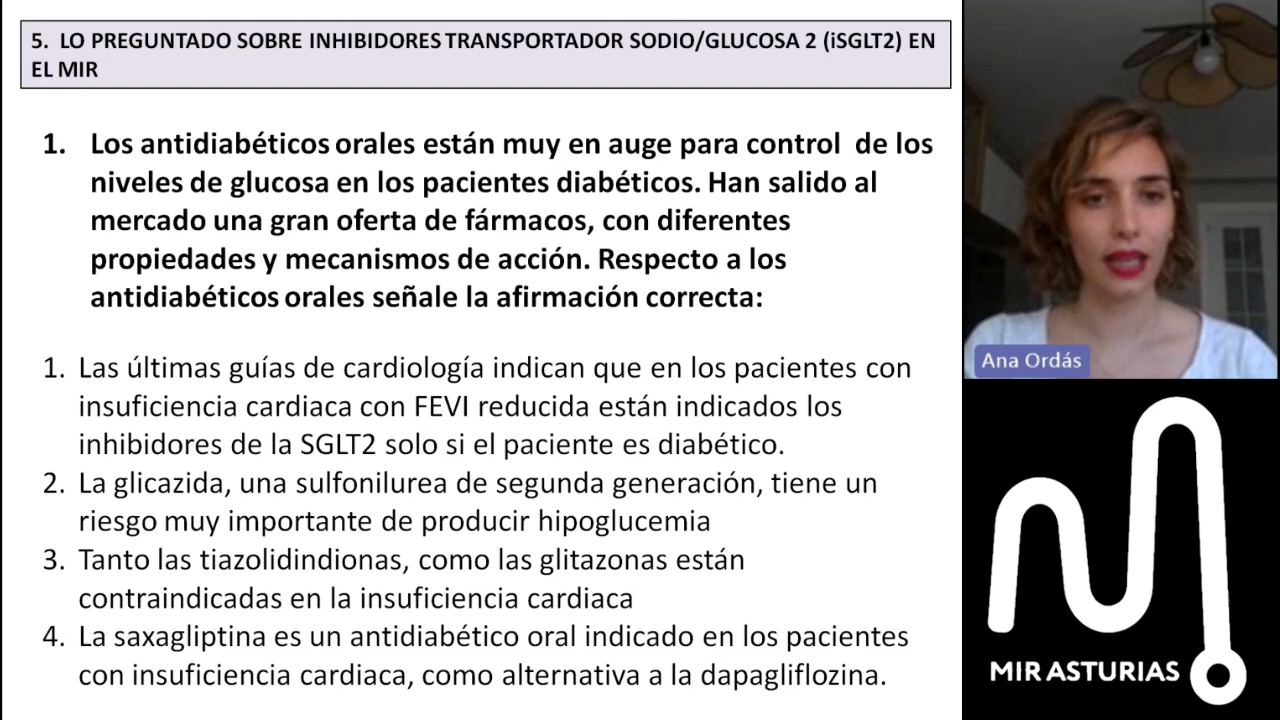 5. LO PREGUNTADO SOBRE INHIBIDORES TRANSPORTADOR SODIO/GLUCOSA 2 (iSGLT2) EN
EL MIR
1. Los antidiabéticos orales están muy en auge para control de los
niveles de glucosa en los pacientes diabéticos. Han salido al
mercado una gran oferta de fármacos, con diferentes
propiedades y mecanismos de acción. Respecto a los
antidiabéticos orales señale la afirmación correcta:
1. Las últimas guías de cardiología indican que en los pacientes con
insuficiencia cardiaca con FEVI reducida están indicados los
inhibidores de la SGLT2 solo si el paciente es diabético.
2. La glicazida, una sulfonilurea de segunda generación, tiene un
riesgo muy importante de producir hipoglucemia
3. Tanto las tiazolidindionas, como las glitazonas están
contraindicadas en la insuficiencia cardiaca
4. La saxagliptina es un antidiabético oral indicado en los pacientes
con insuficiencia cardiaca, como alternativa a la dapagliflozina.
Ana Ordás
MIR ASTURIAS